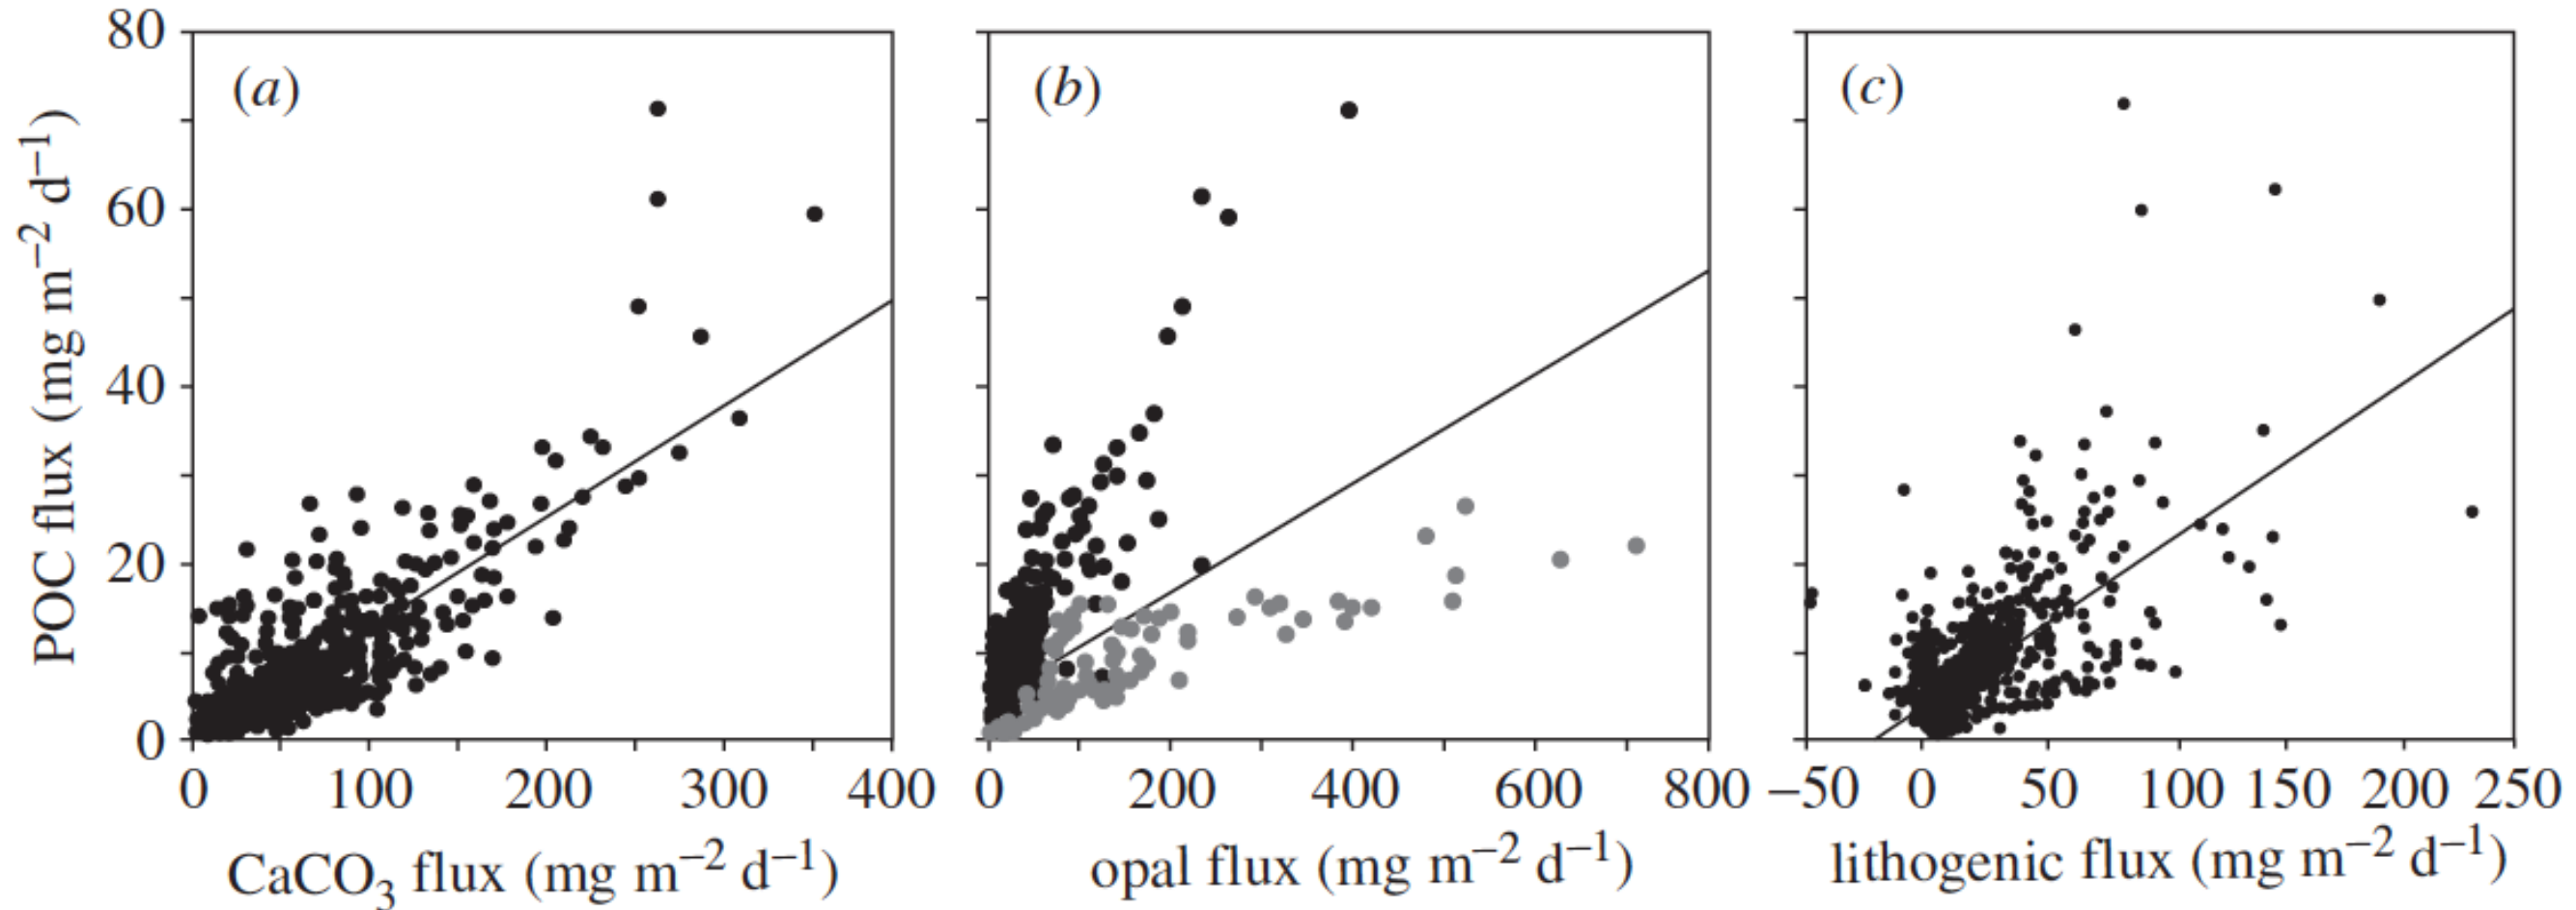 80
60
40
20
0
POC flux (mg m⁻² d⁻¹)
(a)
(b)
(c)
0 100 200 300 400
0 200 400 600 800
−50 0 50 100 150 200 250
CaCO₃ flux (mg m⁻² d⁻¹)
opal flux (mg m⁻² d⁻¹)
lithogenic flux (mg m⁻² d⁻¹)